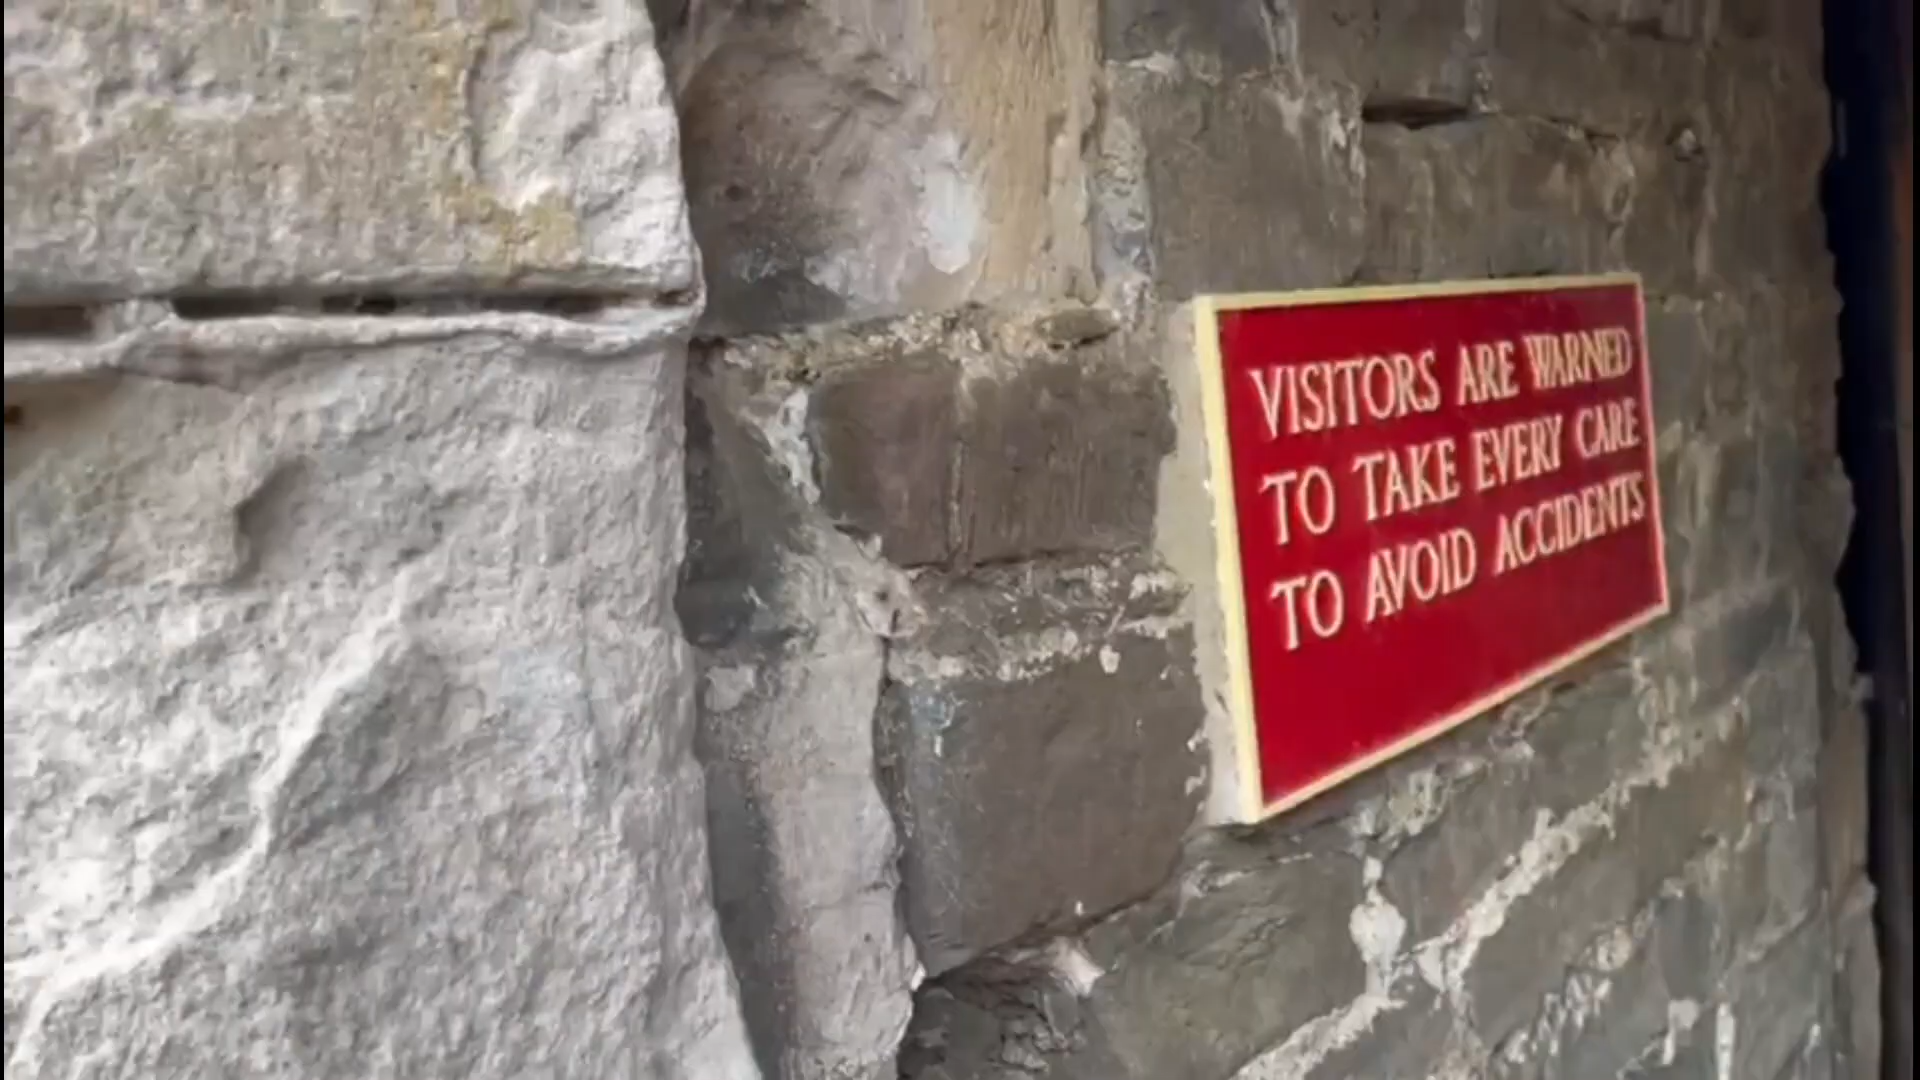 VISITORS ARE WARNED
TO TAKE EVERY CARE
TO AVOID ACCIDENTS